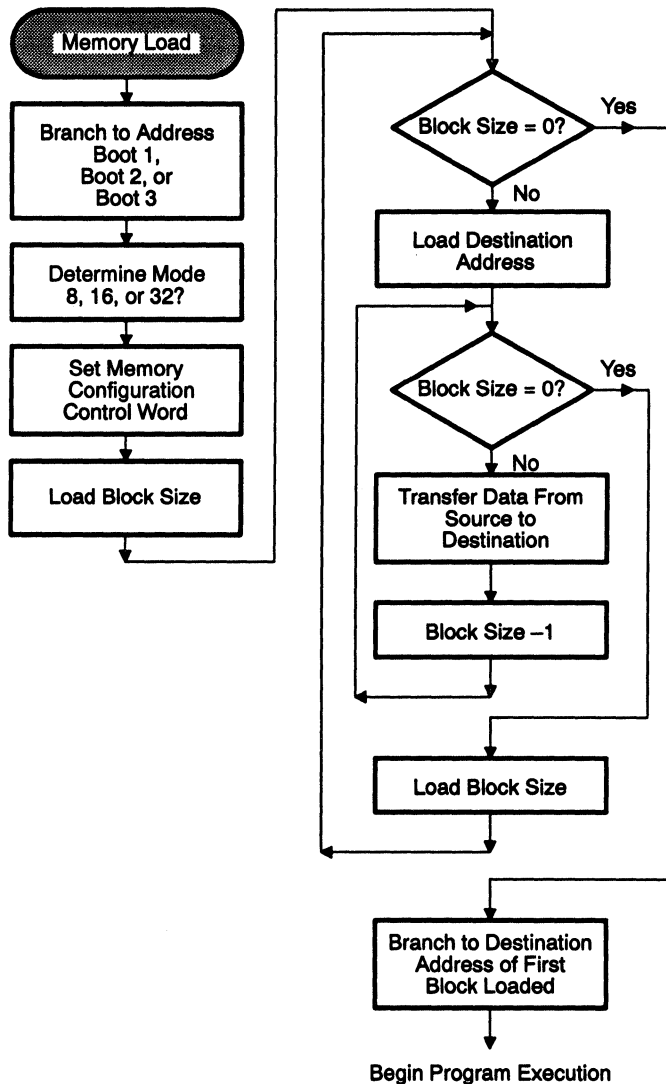 Memory Load
Branch to Address
Boot 1,
Boot 2, or
Boot 3
Determine Mode
8, 16, or 32?
Set Memory
Configuration
Control Word
Load Block Size
Block Size = 0?
Yes
No
Load Destination
Address
Block Size = 0?
Yes
No
Transfer Data From
Source to
Destination
Block Size –1
Load Block Size
Branch to Destination
Address of First
Block Loaded
Begin Program Execution